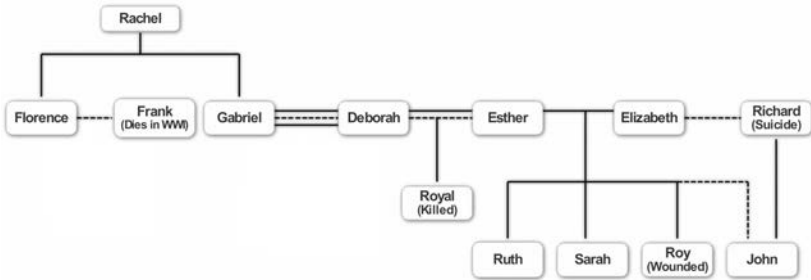 Rachel
Florence
Frank
(Dies in WWI)
Gabriel
Deborah
Esther
Elizabeth
Richard
(Suicide)
Royal
(Killed)
Ruth
Sarah
Roy
(Wounded)
John